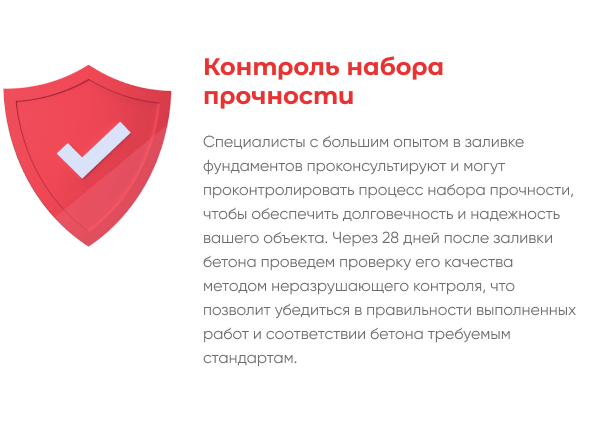 Контроль набора
прочности
Специалисты с большим опытом в заливке
фундаментов проконсультируют и могут
проконтролировать процесс набора прочности,
чтобы обеспечить долговечность и надежность
вашего объекта. Через 28 дней после заливки
бетона проведем проверку его качества
методом неразрушающего контроля, что
позволит убедиться в правильности выполненных
работ и соответствии бетона требуемым
стандартам.